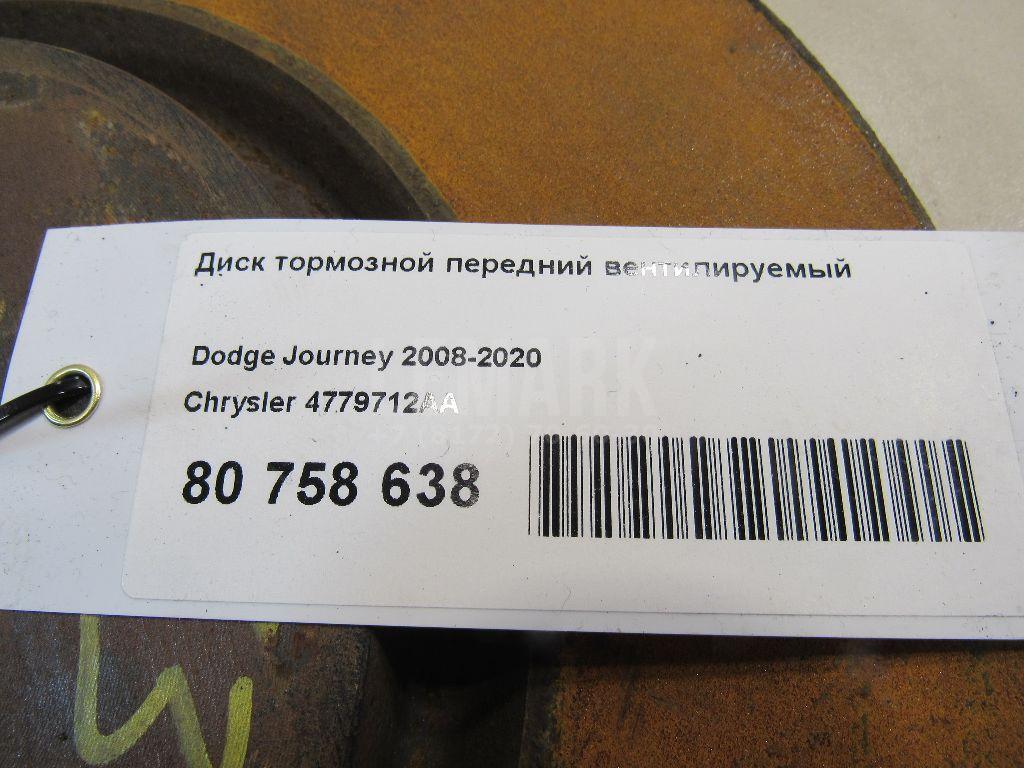 Диск тормозной передний вентилируемый
Dodge Journey 2008-2020
Chrysler 4779712AA
80 758 638